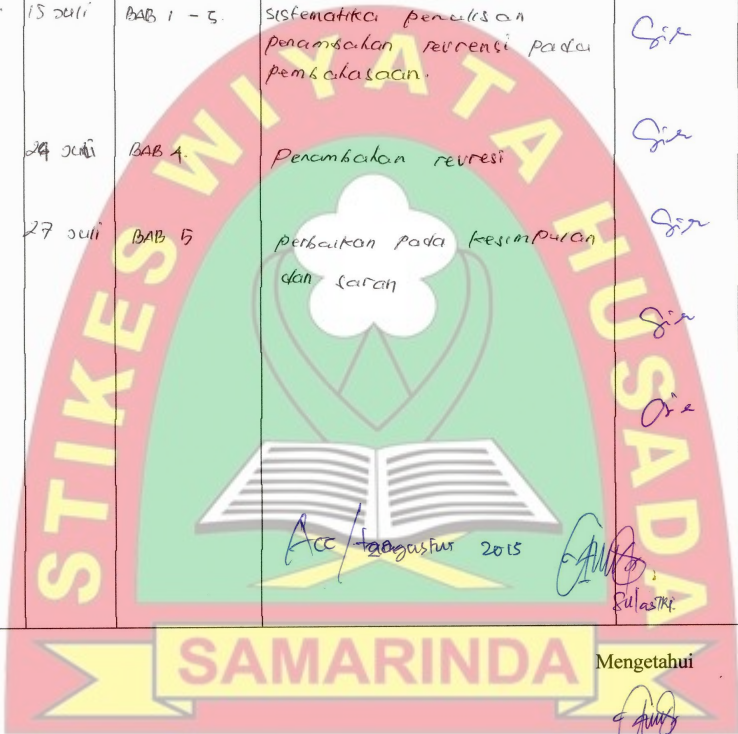 15 Juli BAB 1 - 5. sistematika penulisan
penambahan revrensi pada
pembahasaan.
24 Juli BAB 4. Penambahan revresi
27 Juli BAB 5 perbaikan pada kesimpulan
dan saran
Acc / agustus 2015
Sulastri.
STIKES WIYATA HUSADA
SAMARINDA
Mengetahui